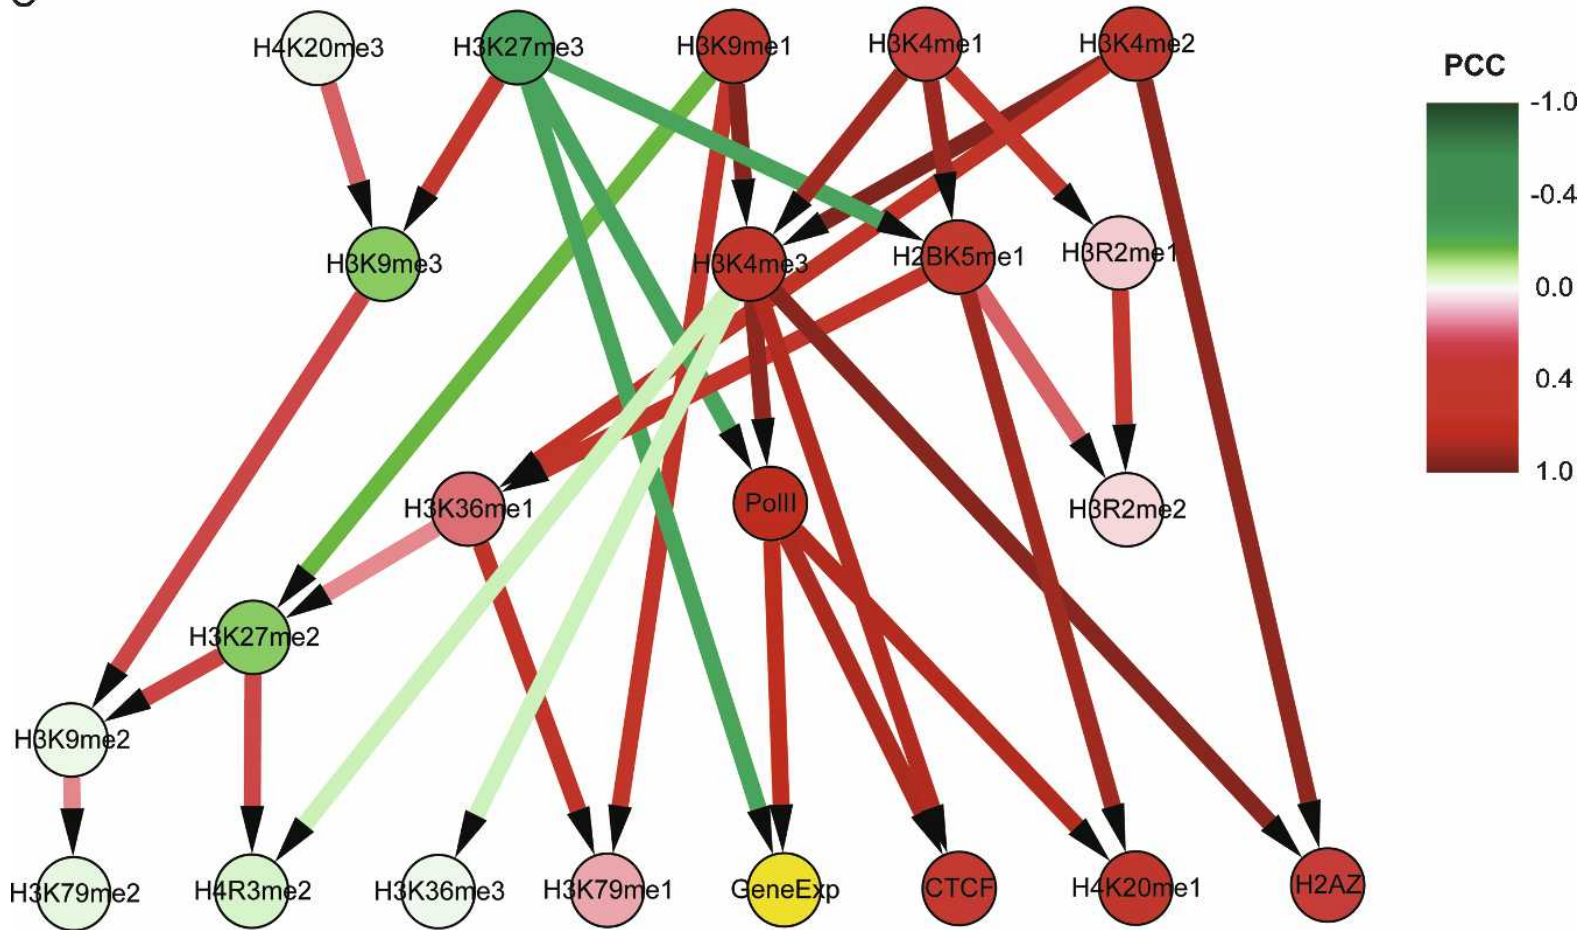 H4K20me3 H3K27me3 H3K9me1 H3K4me1 H3K4me2
PCC
-1.0
-0.4
0.0
0.4
1.0
H3K9me3 H3K4me3 H2BK5me1 H3R2me1
H3K36me1 PolII H3R2me2
H3K27me2
H3K9me2
H3K79me2 H4R3me2 H3K36me3 H3K79me1 GeneExp CTCF H4K20me1 H2AZ